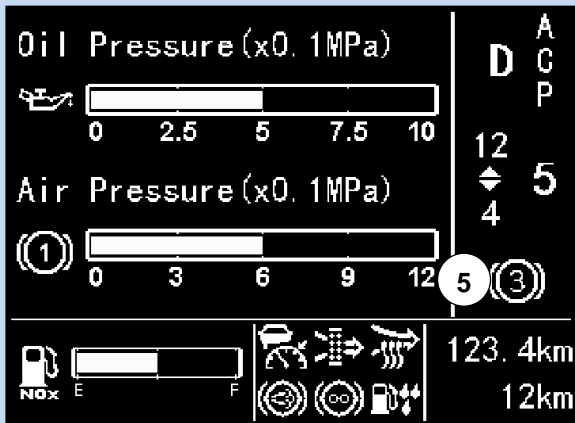 Oil Pressure(x0.1MPa)
0 2.5 5 7.5 10
Air Pressure(x0.1MPa)
1
0 3 6 9 12
D
A
C
P
12
4
5
5
3
NOx
E F
123.4km
12km